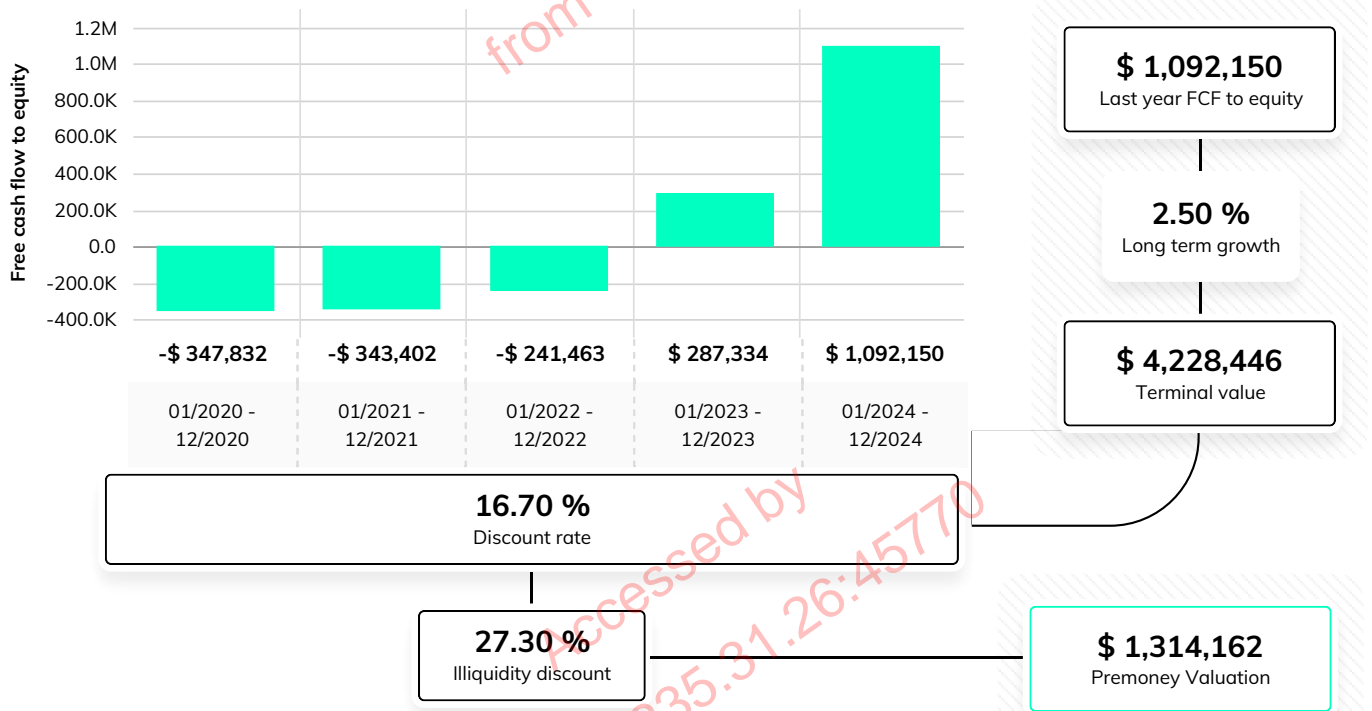 Free cash flow to equity
1.2M
1.0M
800.0K
600.0K
400.0K
200.0K
0.0
-200.0K
-400.0K
-$ 347,832
-$ 343,402
-$ 241,463
$ 287,334
$ 1,092,150
01/2020 -
12/2020
01/2021 -
12/2021
01/2022 -
12/2022
01/2023 -
12/2023
01/2024 -
12/2024
$ 1,092,150
Last year FCF to equity
2.50 %
Long term growth
$ 4,228,446
Terminal value
16.70 %
Discount rate
27.30 %
Illiquidity discount
$ 1,314,162
Premoney Valuation
from
Accessed by
235.31.26:45770